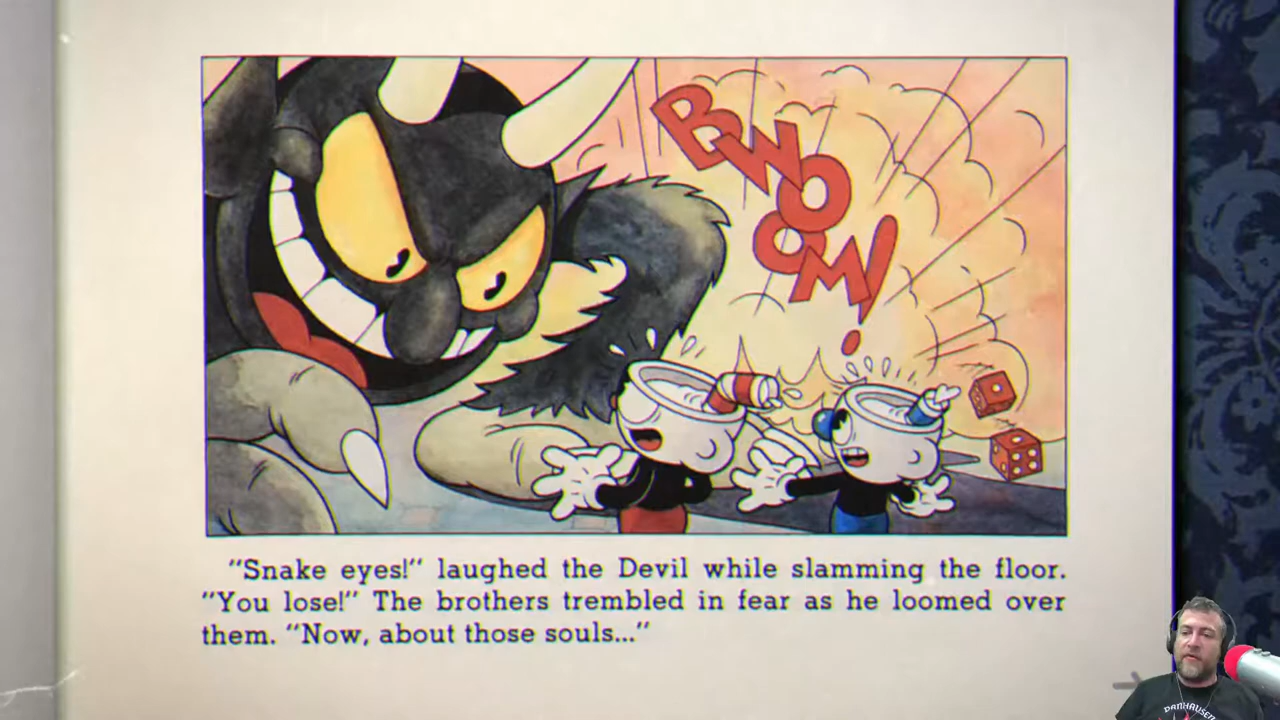 BWOOM!
"Snake eyes!" laughed the Devil while slamming the floor.
"You lose!" The brothers trembled in fear as he loomed over
them. "Now, about those souls..."
DANHAUSEN